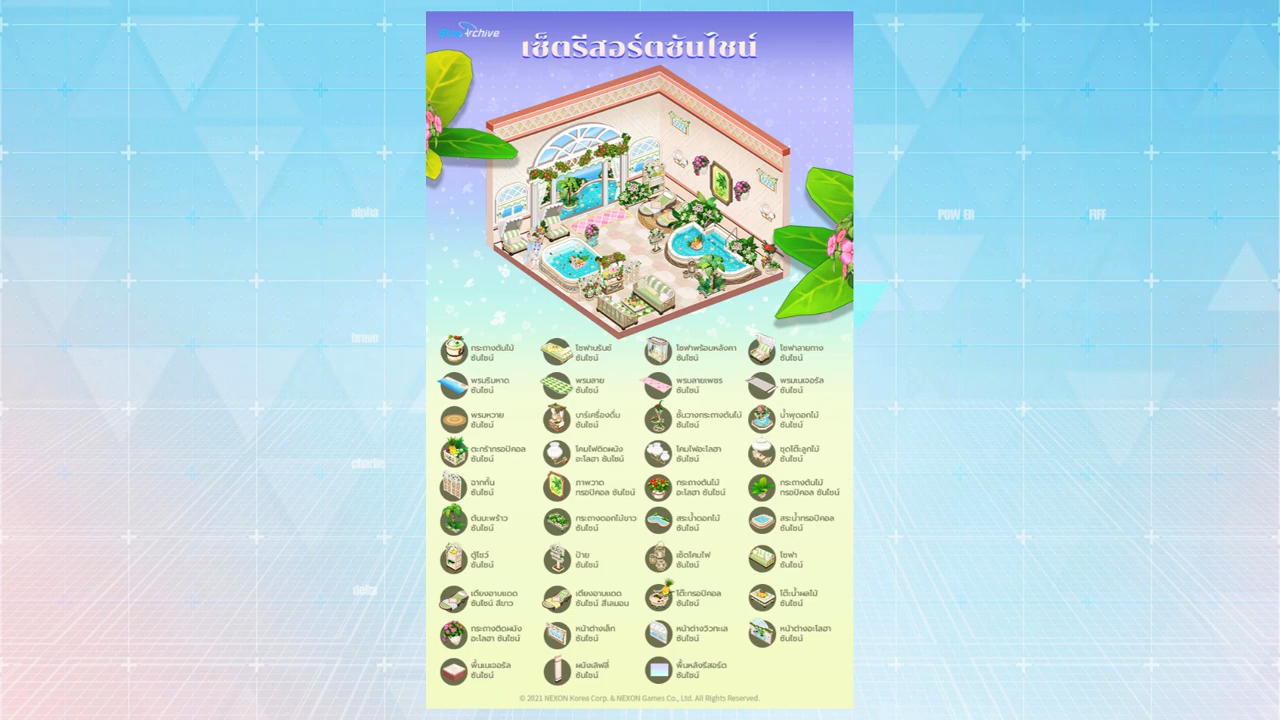 Blue Archive
เซ็ตรีสอร์ตซันไชน์
alpha
POW ER
FIFF
bravo
charlie
delta
กระถางต้นไม้
ซันไชน์
โซฟาบรันช์
ซันไชน์
โซฟาพร้อมหลังคา
ซันไชน์
โซฟาลายทาง
ซันไชน์
พรมริมหาด
ซันไชน์
พรมลาย
ซันไชน์
พรมลายเพชร
ซันไชน์
พรมเนเจอรัล
ซันไชน์
พรมหวาย
ซันไชน์
บาร์เครื่องดื่ม
ซันไชน์
ชั้นวางกระถางต้นไม้
ซันไชน์
น้ำพุดอกไม้
ซันไชน์
ตะกร้าทรอปิคอล
ซันไชน์
โคมไฟติดผนัง
อะโลฮา ซันไชน์
โคมไฟอะโลฮา
ซันไชน์
ชุดโต๊ะลูกไม้
ซันไชน์
ฉากกั้น
ซันไชน์
ภาพวาด
ทรอปิคอล ซันไชน์
กระถางต้นไม้
อะโลฮา ซันไชน์
กระถางต้นไม้
ทรอปิคอล ซันไชน์
ต้นมะพร้าว
ซันไชน์
กระถางดอกไม้ขาว
ซันไชน์
สระน้ำดอกไม้
ซันไชน์
สระน้ำทรอปิคอล
ซันไชน์
ตู้โชว์
ซันไชน์
ป้าย
ซันไชน์
เซ็ตโคมไฟ
ซันไชน์
โซฟา
ซันไชน์
เตียงอาบแดด
ซันไชน์ สีขาว
เตียงอาบแดด
ซันไชน์ สีเลมอน
โต๊ะทรอปิคอล
ซันไชน์
โต๊ะน้ำผลไม้
ซันไชน์
กระถางติดผนัง
อะโลฮา ซันไชน์
หน้าต่างเล็ก
ซันไชน์
หน้าต่างวิวทะเล
ซันไชน์
หน้าต่างอะโลฮา
ซันไชน์
พื้นเนเจอรัล
ซันไชน์
ผนังเลิฟลี่
ซันไชน์
พื้นหลังรีสอร์ต
ซันไชน์
© 2021 NEXON Korea Corp. & NEXON Games Co., Ltd. All Rights Reserved.